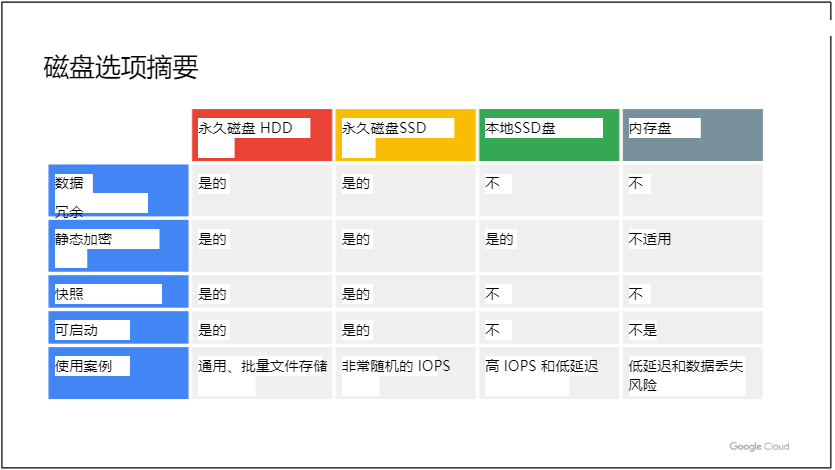 磁盘选项摘要
永久磁盘 HDD
永久磁盘SSD
本地SSD盘
内存盘
数据
冗余
是的
是的
不
不
静态加密
是的
是的
是的
不适用
快照
是的
是的
不
不
可启动
是的
是的
不
不是
使用案例
通用、批量文件存储
非常随机的 IOPS
高 IOPS 和低延迟
低延迟和数据丢失
风险
Google Cloud